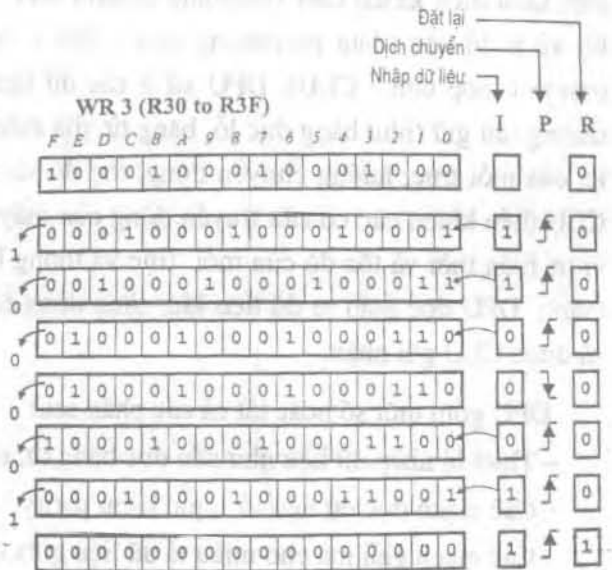 Đặt lại
Dịch chuyển
Nhập dữ liệu
WR 3 (R30 to R3F)
F E D C B A 9 8 7 6 5 4 3 2 1 0 I P R
1 0 0 0 1 0 0 0 1 0 0 0 1 0 0 0 0
0 0 0 1 0 0 0 1 0 0 0 1 0 0 0 1 1 0
1
0 0 1 0 0 0 1 0 0 0 1 0 0 0 1 1 1 0
0
0 1 0 0 0 1 0 0 0 1 0 0 0 1 1 0 0 0
0
0 1 0 0 0 1 0 0 0 1 0 0 0 1 1 0 0 0
0
1 0 0 0 1 0 0 0 1 0 0 0 1 1 0 0 0 0
0
0 0 0 1 0 0 0 1 0 0 0 1 1 0 0 1 1 0
1
0 0 0 0 0 0 0 0 0 0 0 0 0 0 0 0 1 1